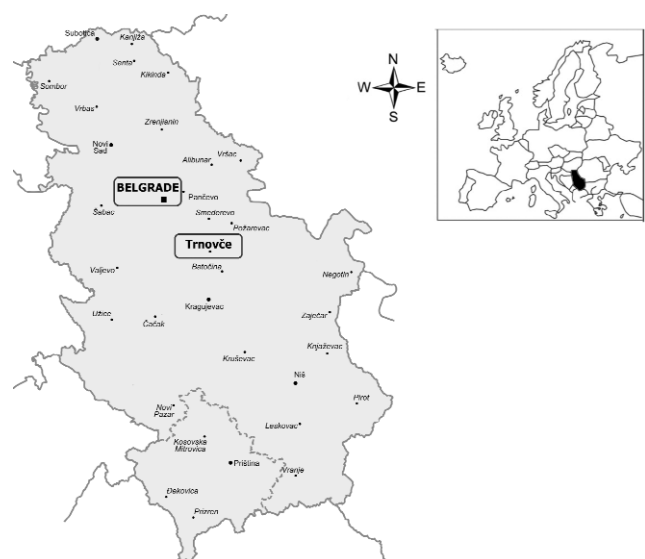 Subotica
Kanjiža
Senta
Kikinda
Sombor
Vrbas
Zrenjianin
Novi
Sad
Alibunar
Vršac
BELGRADE
Pančevo
Šabac
Smederevo
Požarevac
Trnovče
Valjevo
Batočina
Negotin
Kragujevac
Užice
Čačak
Zaječar
Knjaževac
Kruševac
Niš
Pirot
Novi
Pazar
Leskovac
Kosovska
Mitrovica
Priština
Vranje
Đakovica
Prizren
N
W
E
S